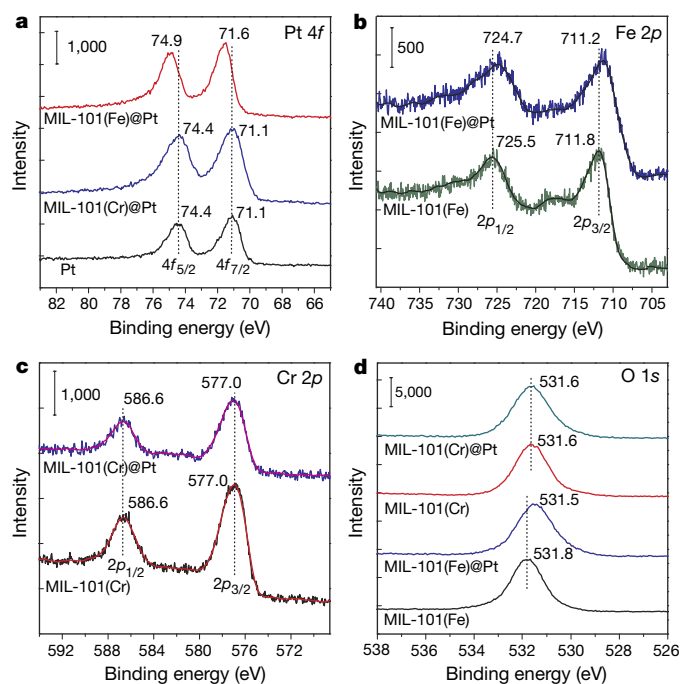 a
Pt 4f
1,000
74.9
71.6
MIL-101(Fe)@Pt
74.4
71.1
MIL-101(Cr)@Pt
74.4
71.1
Pt
4f5/2
4f7/2
82 80 78 76 74 72 70 68 66
Binding energy (eV)
Intensity
b
Fe 2p
500
724.7
711.2
MIL-101(Fe)@Pt
725.5
711.8
MIL-101(Fe)
2p1/2
2p3/2
740 735 730 725 720 715 710 705
Binding energy (eV)
Intensity
c
Cr 2p
1,000
586.6
577.0
MIL-101(Cr)@Pt
586.6
577.0
MIL-101(Cr)
2p1/2
2p3/2
592 588 584 580 576 572
Binding energy (eV)
Intensity
d
O 1s
5,000
531.6
MIL-101(Cr)@Pt
531.6
MIL-101(Cr)
531.5
MIL-101(Fe)@Pt
531.8
MIL-101(Fe)
538 536 534 532 530 528 526
Binding energy (eV)
Intensity